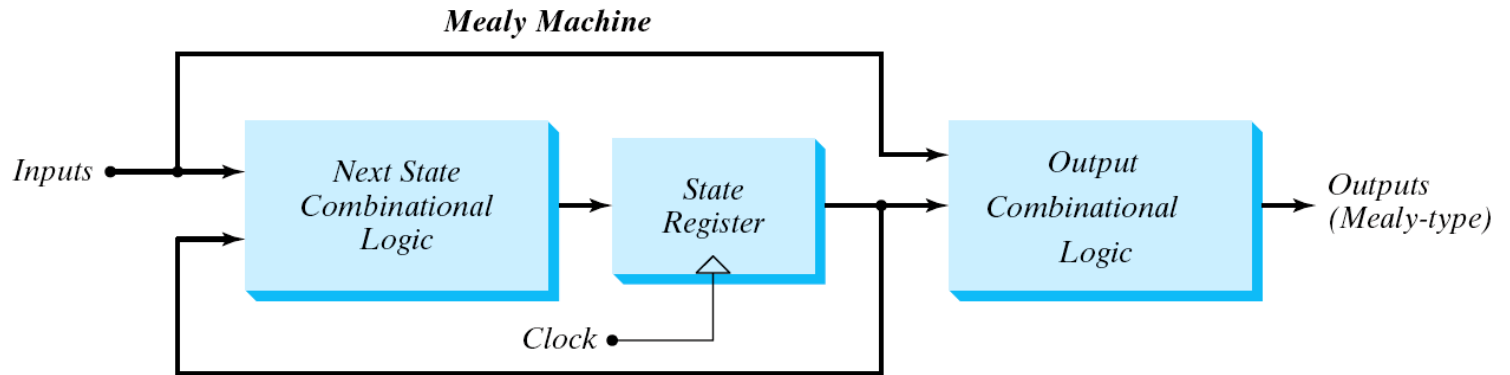 Mealy Machine
Inputs
Next State
Combinational
Logic
State
Register
Clock
Output
Combinational
Logic
Outputs
(Mealy-type)